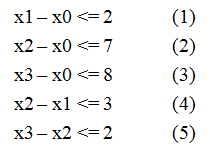 x1 – x0 <= 2 (1)
x2 – x0 <= 7 (2)
x3 – x0 <= 8 (3)
x2 – x1 <= 3 (4)
x3 – x2 <= 2 (5)